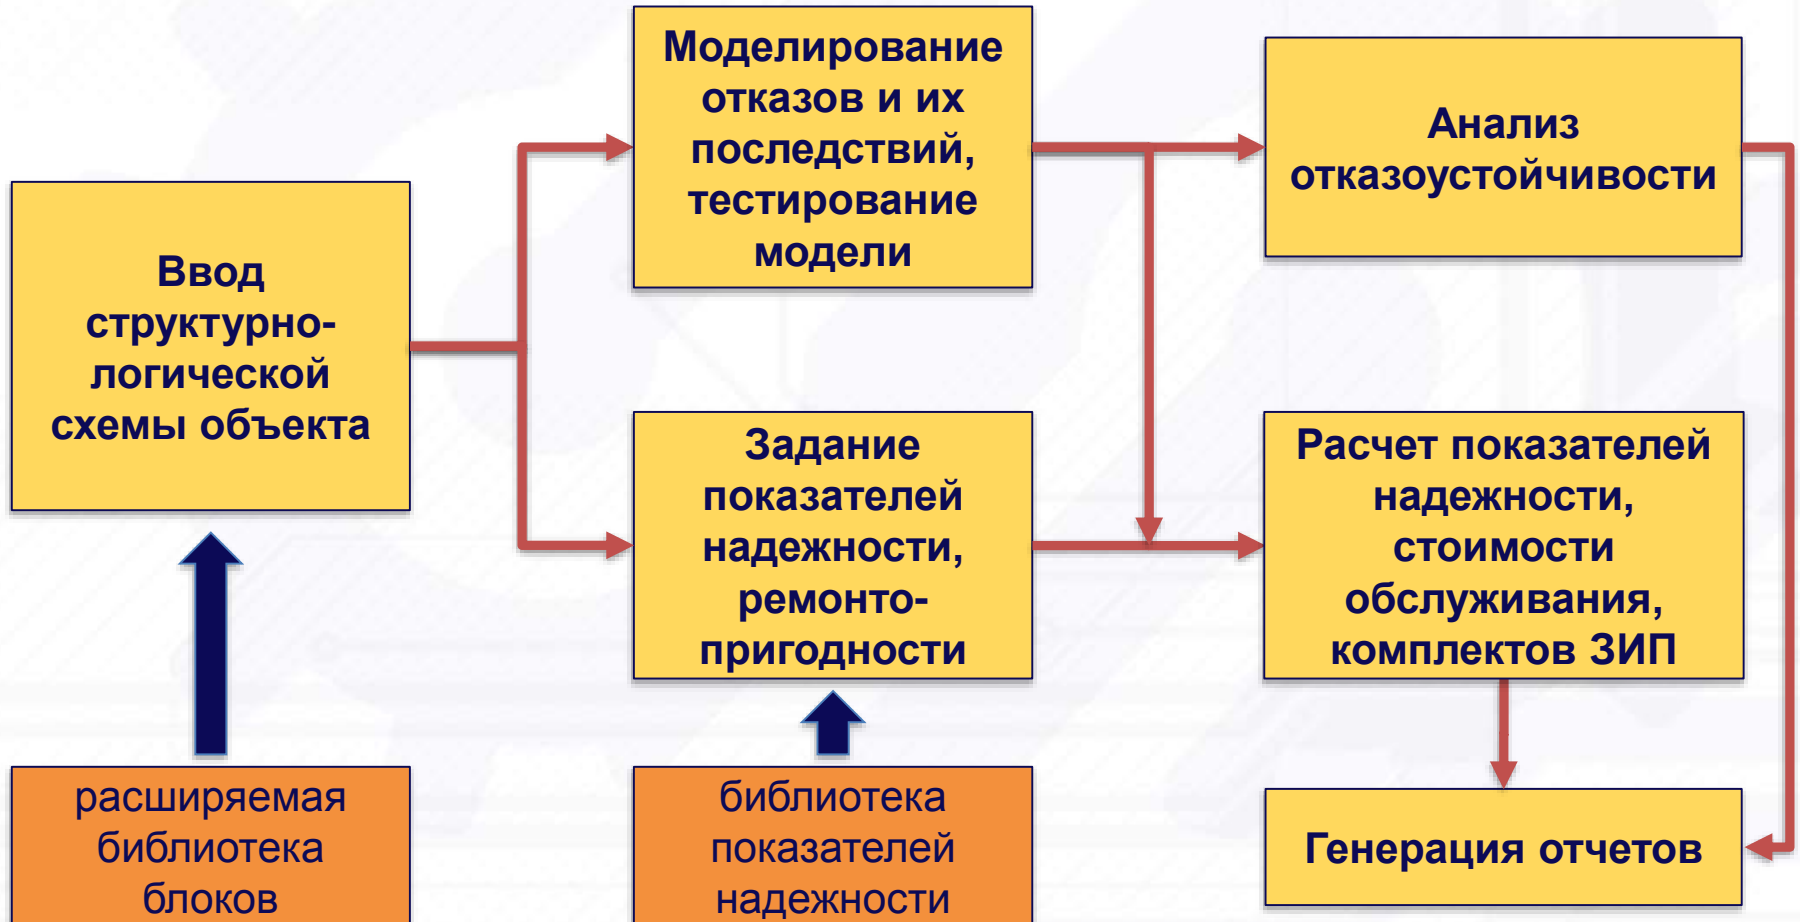 Ввод
структурно-
логической
схемы объекта
Моделирование
отказов и их
последствий,
тестирование
модели
Анализ
отказоустойчивости
Задание
показателей
надежности,
ремонто-
пригодности
Расчет показателей
надежности,
стоимости
обслуживания,
комплектов ЗИП
расширяемая
библиотека
блоков
библиотека
показателей
надежности
Генерация отчетов